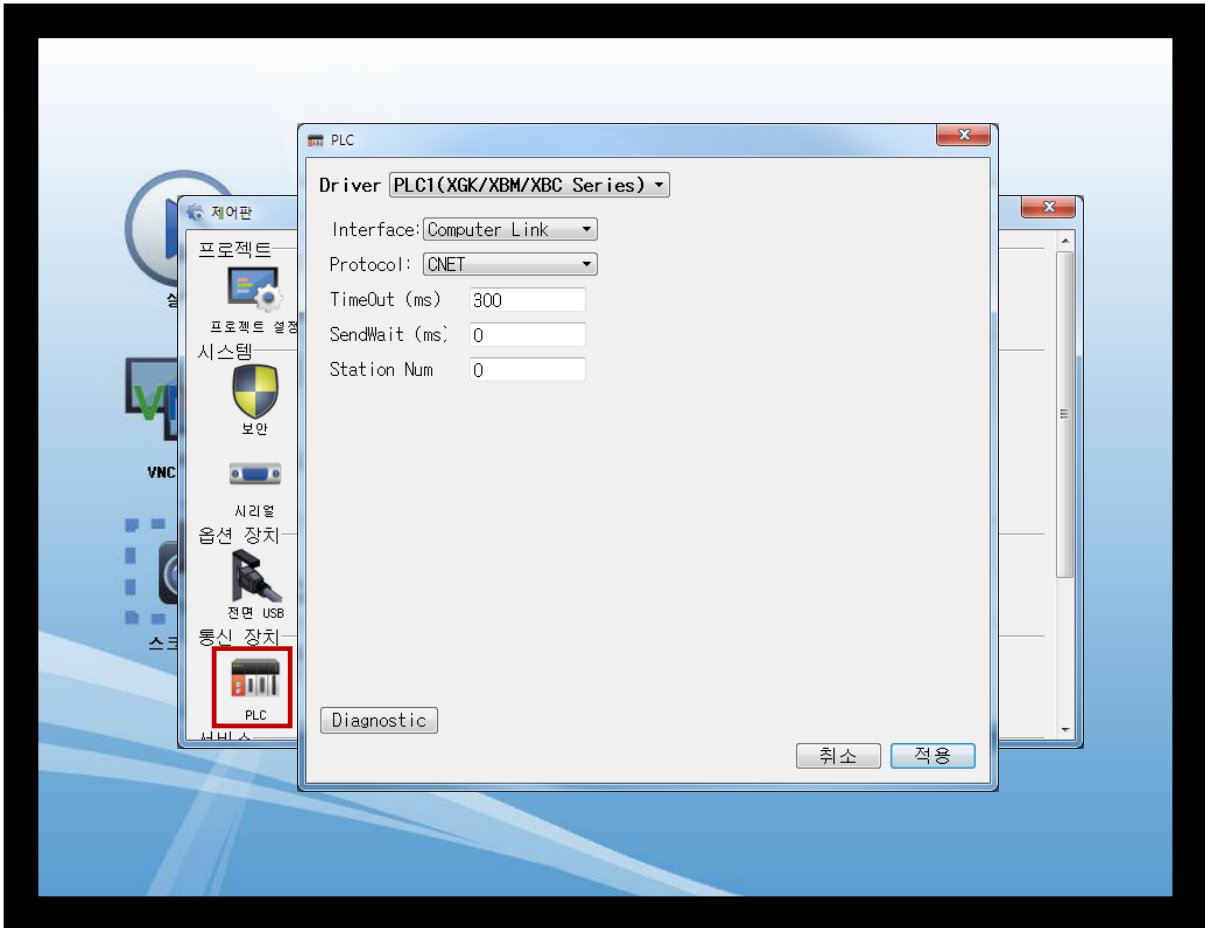 PLC
Driver PLC1(XGK/XBM/XBC Series)
Interface: Computer Link
Protocol: CNET
TimeOut (ms) 300
SendWait (ms) 0
Station Num 0
Diagnostic
취소 적용
제어판
프로젝트
프로젝트 설정
시스템
보안
시리얼
옵션 장치
전면 USB
통신 장치
PLC
서비스
VNC